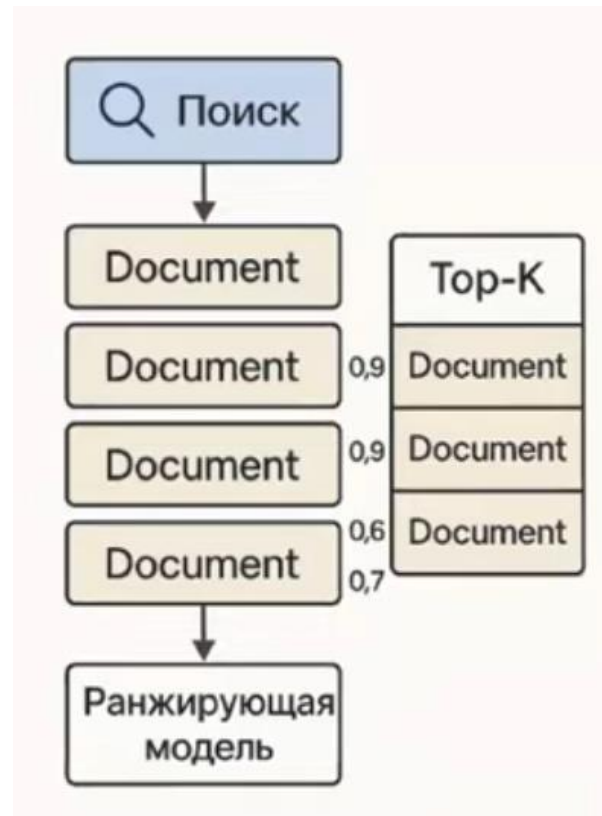 Поиск
Document
Document
Document
Document
Ранжирующая
модель
0,9
0,9
0,6
0,7
Top-K
Document
Document
Document